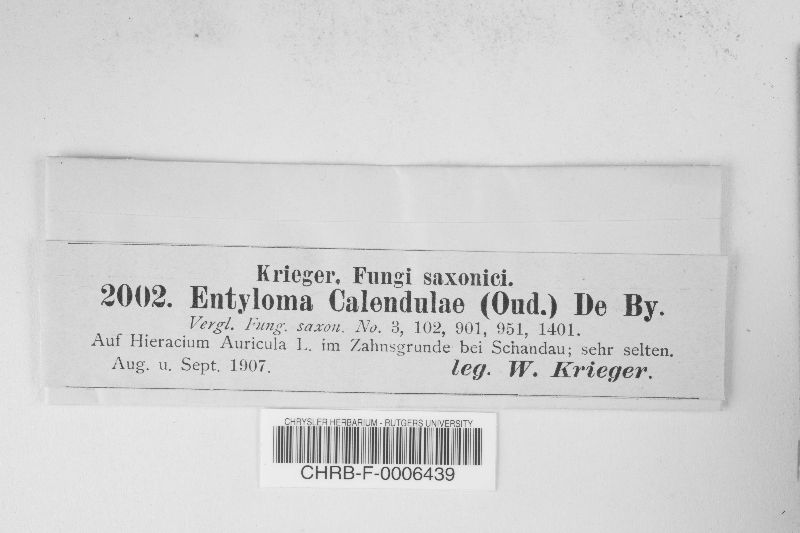 Krieger, Fungi saxonici.
2002. Entyloma Calendulae (Oud.) De By.
Vergl. Fung. saxon. No. 3, 102, 901, 951, 1401.
Auf Hieracium Auricula L. im Zahnsgrunde bei Schandau; sehr selten.
Aug. u. Sept. 1907. leg. W. Krieger.
CHRYSLER HERBARIUM - RUTGERS UNIVERSITY
CHRB-F-0006439